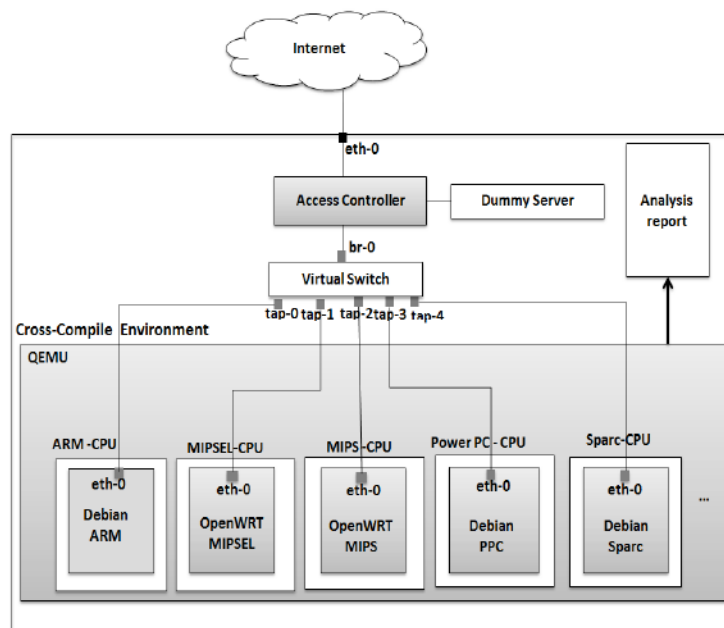 Internet
eth-0
Access Controller
Dummy Server
Analysis
report
br-0
Virtual Switch
tap-0 tap-1 tap-2 tap-3 tap-4
Cross-Compile Environment
QEMU
ARM -CPU
MIPSEL-CPU
MIPS -CPU
Power PC - CPU
Sparc-CPU
eth-0
Debian
ARM
eth-0
OpenWRT
MIPSEL
eth-0
OpenWRT
MIPS
eth-0
Debian
PPC
eth-0
Debian
Sparc
...